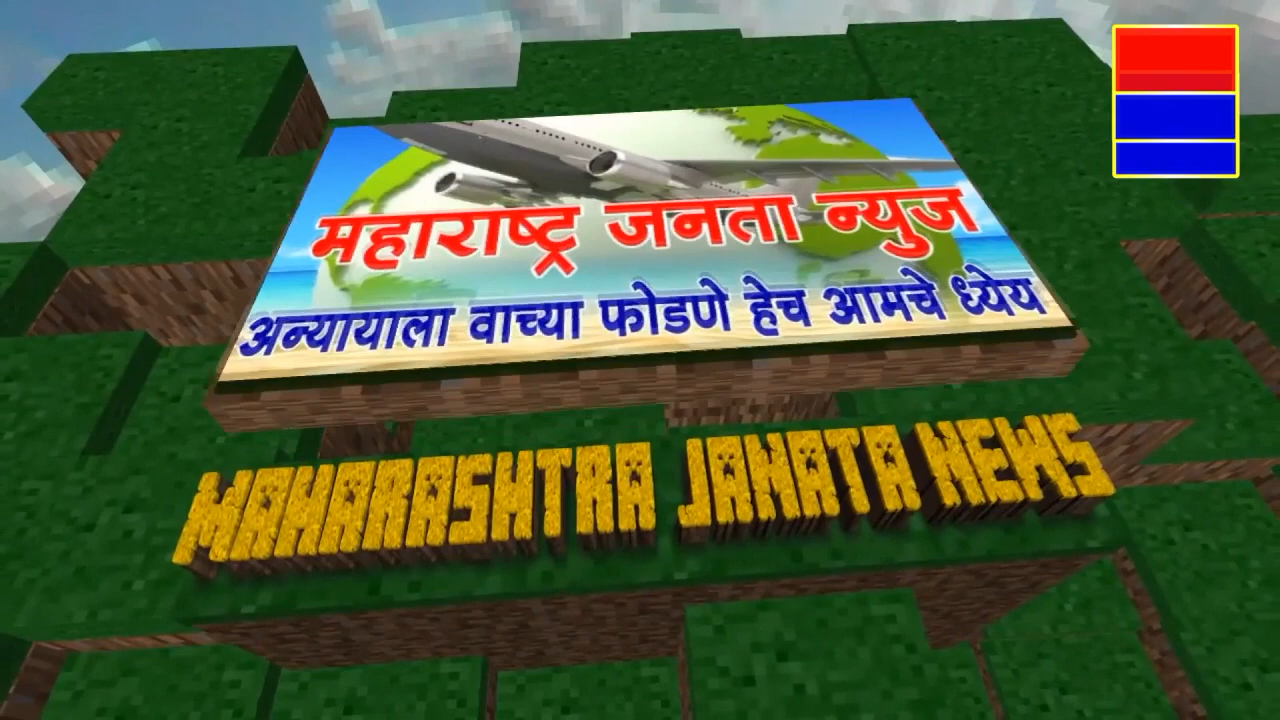 महाराष्ट्र जनता न्युज
अन्यायाला वाच्या फोडणे हेच आमचे ध्येय
MAHARASHTRA JANATA NEWS